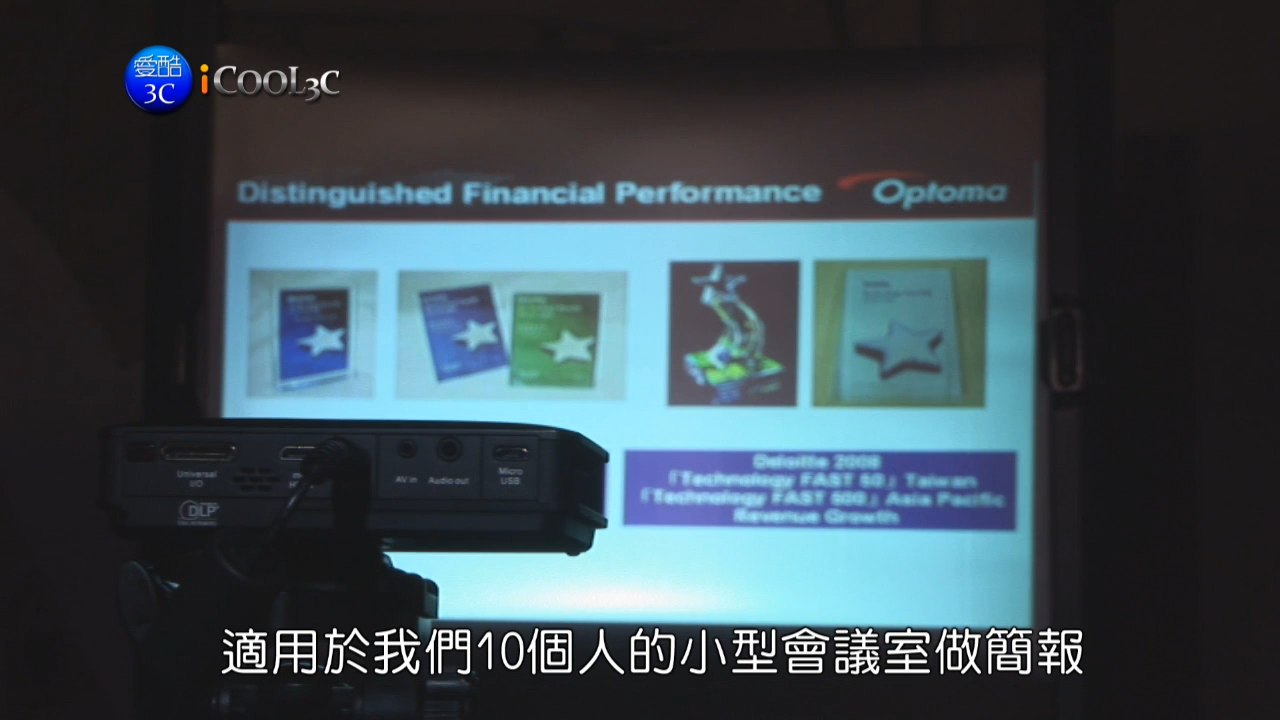 愛酷
3C
iCOOL3C
Distinguished Financial Performance
Optoma
Deloitte 2008
「Technology FAST 50」 Taiwan
「Technology FAST 500」 Asia Pacific
Revenue Growth
Universal
I/O
AV in
Audio out
Micro
USB
DLP
適用於我們10個人的小型會議室做簡報